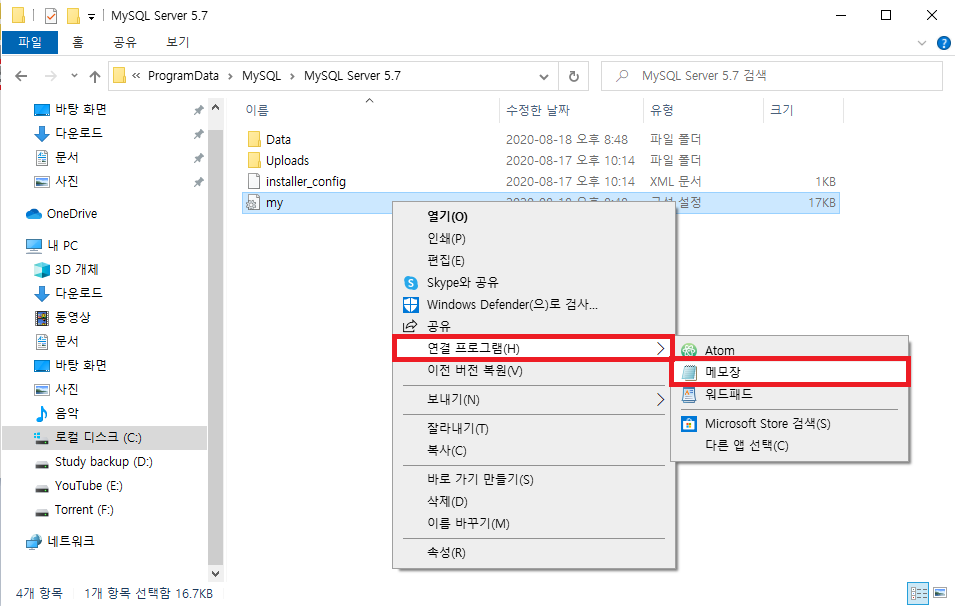 MySQL Server 5.7
파일 홈 공유 보기
« ProgramData > MySQL > MySQL Server 5.7
MySQL Server 5.7 검색
바탕 화면
다운로드
문서
사진
OneDrive
내 PC
3D 개체
다운로드
동영상
문서
바탕 화면
사진
음악
로컬 디스크 (C:)
Study backup (D:)
YouTube (E:)
Torrent (F:)
네트워크
이름 수정한 날짜 유형 크기
Data 2020-08-18 오후 8:48 파일 폴더
Uploads 2020-08-17 오후 10:14 파일 폴더
installer_config 2020-08-17 오후 10:14 XML 문서 1KB
my 2020-08-18 오후 8:48 구성 설정 17KB
열기(O)
인쇄(P)
편집(E)
Skype와 공유
Windows Defender(으)로 검사...
공유
연결 프로그램(H)
이전 버전 복원(V)
보내기(N)
잘라내기(T)
복사(C)
바로 가기 만들기(S)
삭제(D)
이름 바꾸기(M)
속성(R)
Atom
메모장
워드패드
Microsoft Store 검색(S)
다른 앱 선택(C)
4개 항목 1개 항목 선택함 16.7KB